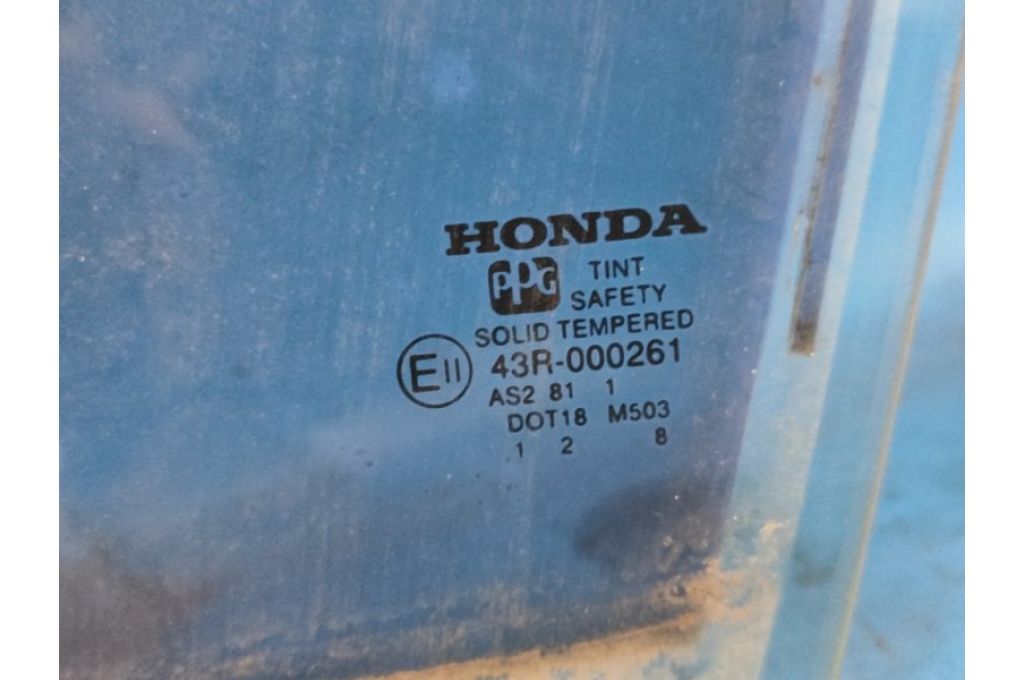 HONDA
PPG TINT
SAFETY
SOLID TEMPERED
E11 43R-000261
AS2 81 1
DOT18 M503
1 2 8